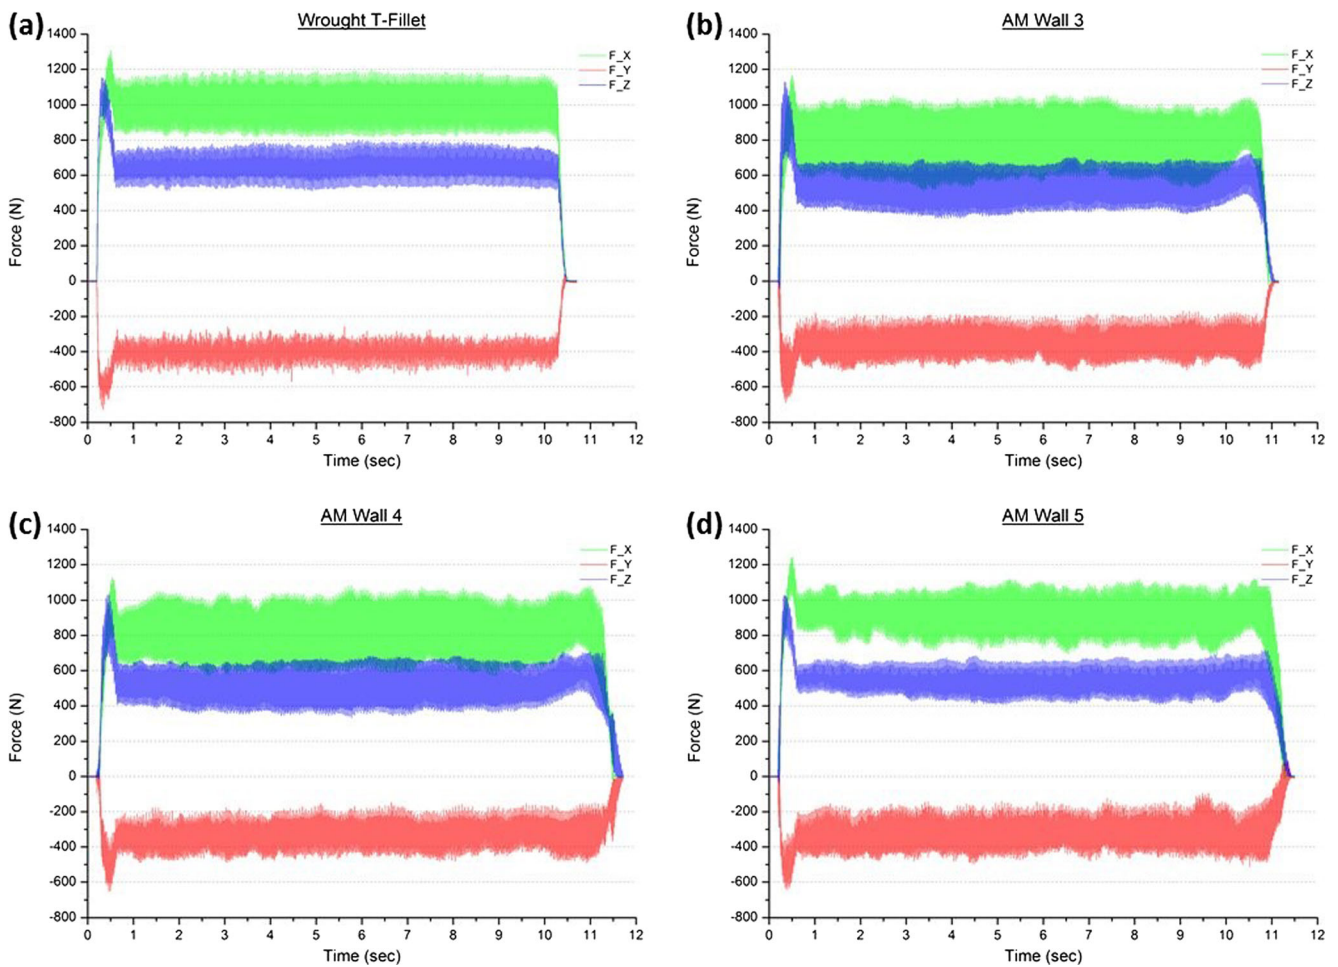 (a)
Wrought T-Fillet
F_X
F_Y
F_Z
1400
1200
1000
800
600
400
200
0
-200
-400
-600
-800
Force (N)
0 1 2 3 4 5 6 7 8 9 10 11 12
Time (sec)
(b)
AM Wall 3
F_X
F_Y
F_Z
1400
1200
1000
800
600
400
200
0
-200
-400
-600
-800
Force (N)
0 1 2 3 4 5 6 7 8 9 10 11 12
Time (sec)
(c)
AM Wall 4
F_X
F_Y
F_Z
1400
1200
1000
800
600
400
200
0
-200
-400
-600
-800
Force (N)
0 1 2 3 4 5 6 7 8 9 10 11 12
Time (sec)
(d)
AM Wall 5
F_X
F_Y
F_Z
1400
1200
1000
800
600
400
200
0
-200
-400
-600
-800
Force (N)
0 1 2 3 4 5 6 7 8 9 10 11 12
Time (sec)